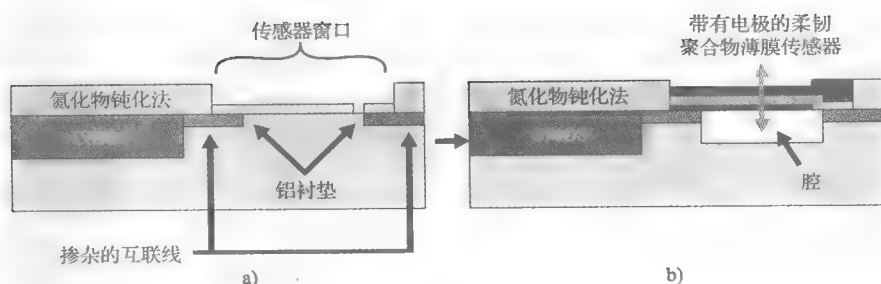 传感器窗口
氮化物钝化法
铝衬垫
掺杂的互联线
a)
带有电极的柔韧
聚合物薄膜传感器
氮化物钝化法
腔
b)